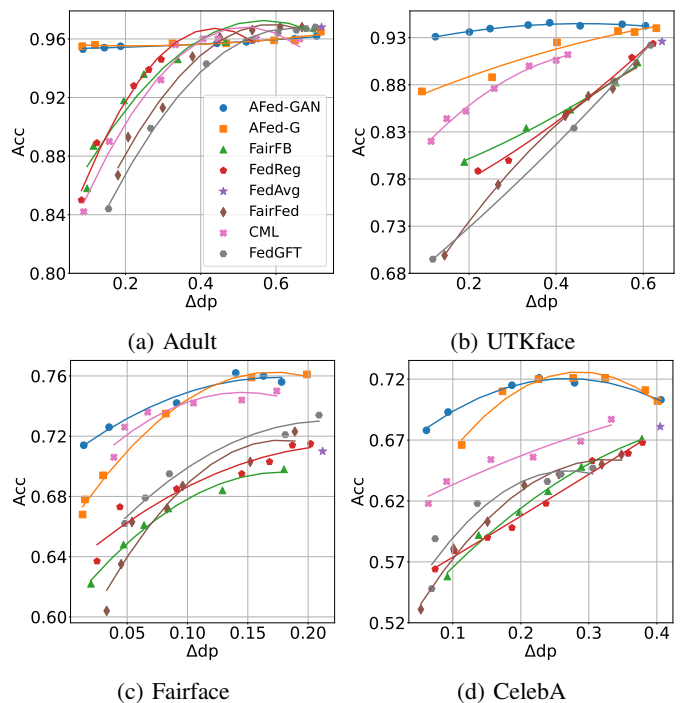 0.96
0.92
0.88
0.84
0.80
Acc
0.2
0.4
0.6
Δdp
AFed-GAN
AFed-G
FairFB
FedReg
FedAvg
FairFed
CML
FedGFT
(a) Adult
0.98
0.93
0.88
0.83
0.78
0.73
0.68
Acc
0.2
0.4
0.6
Δdp
(b) UTKface
0.76
0.72
0.68
0.64
0.60
Acc
0.05
0.10
0.15
0.20
Δdp
(c) Fairface
0.72
0.67
0.62
0.57
0.52
Acc
0.1
0.2
0.3
0.4
Δdp
(d) CelebA